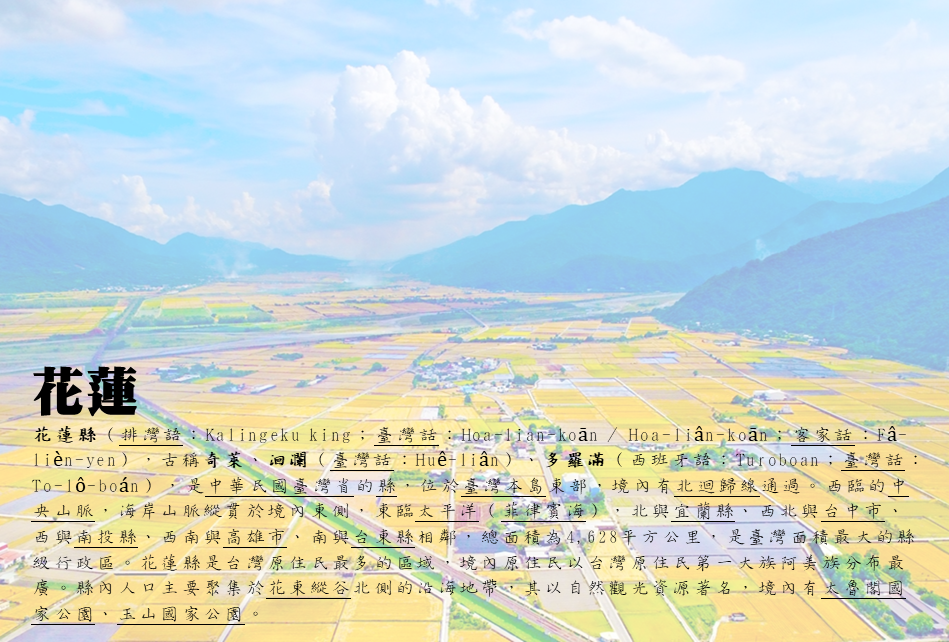 花蓮
花蓮縣（排灣語：Kalingeku king；臺灣話：Hoa-lian-koān / Hoa-liân-koān；客家話：Fâ-
lièn-yen），古稱奇萊、洄瀾（臺灣話：Huê-liân）、多羅滿（西班牙語：Turoboan；臺灣話：
To-lô-boán），是中華民國臺灣省的縣，位於臺灣本島東部，境內有北迴歸線通過。西臨的中
央山脈，海岸山脈縱貫於境內東側，東臨太平洋（菲律賓海），北與宜蘭縣、西北與台中市、
西與南投縣、西南與高雄市、南與台東縣相鄰，總面積為4,628平方公里，是臺灣面積最大的縣
級行政區。花蓮縣是台灣原住民最多的區域，境內原住民以台灣原住民第一大族阿美族分布最
廣。縣內人口主要聚集於花東縱谷北側的沿海地帶，其以自然觀光資源著名，境內有太魯閣國
家公園、玉山國家公園。